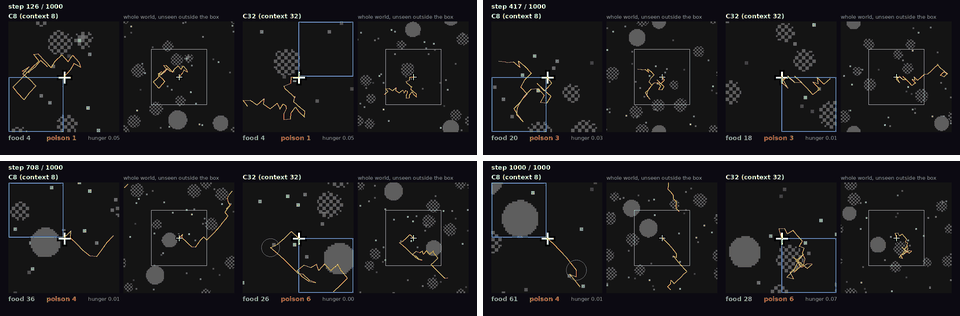 step 126 / 1000
C8 (context 8) whole world, unseen outside the box C32 (context 32) whole world, unseen outside the box
food 4 poison 1 hunger 0.05 food 4 poison 1 hunger 0.05
step 417 / 1000
C8 (context 8) whole world, unseen outside the box C32 (context 32) whole world, unseen outside the box
food 20 poison 3 hunger 0.03 food 18 poison 3 hunger 0.01
step 708 / 1000
C8 (context 8) whole world, unseen outside the box C32 (context 32) whole world, unseen outside the box
food 36 poison 4 hunger 0.01 food 26 poison 6 hunger 0.00
step 1000 / 1000
C8 (context 8) whole world, unseen outside the box C32 (context 32) whole world, unseen outside the box
food 61 poison 4 hunger 0.01 food 28 poison 6 hunger 0.07